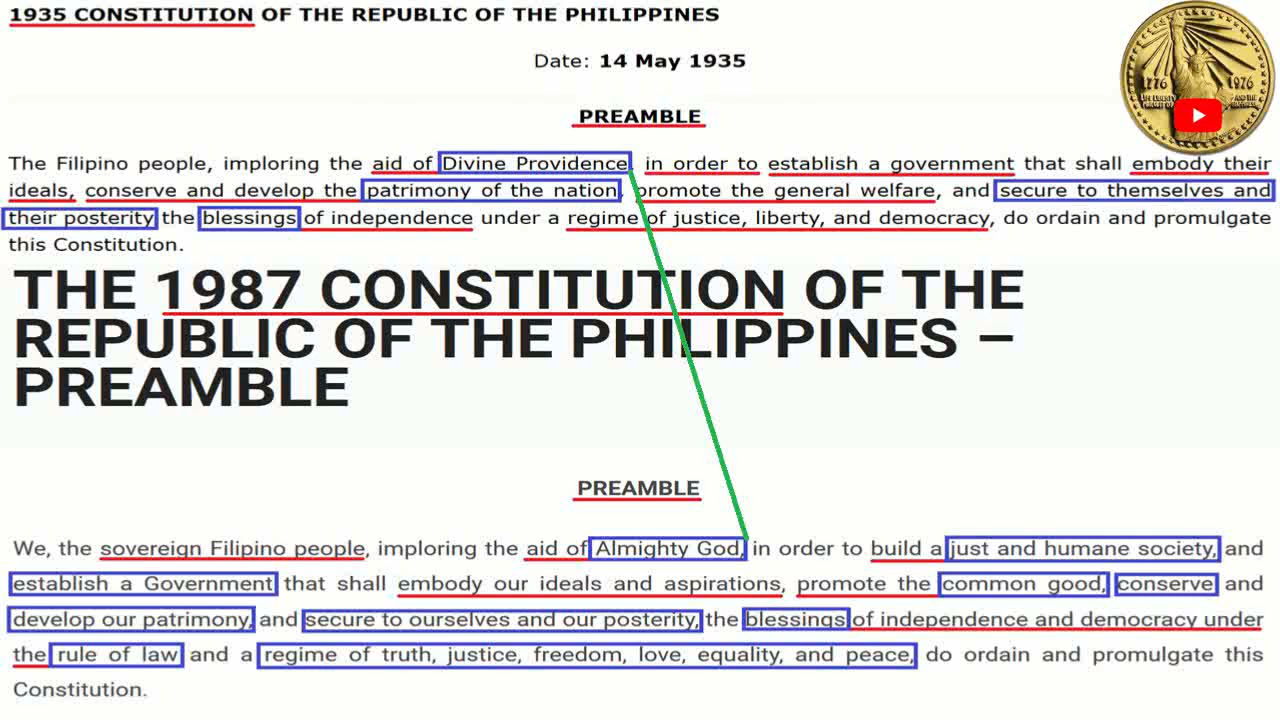 1935 CONSTITUTION OF THE REPUBLIC OF THE PHILIPPINES
Date: 14 May 1935
PREAMBLE
The Filipino people, imploring the aid of Divine Providence, in order to establish a government that shall embody their
ideals, conserve and develop the patrimony of the nation, promote the general welfare, and secure to themselves and
their posterity the blessings of independence under a regime of justice, liberty, and democracy, do ordain and promulgate
this Constitution.
THE 1987 CONSTITUTION OF THE
REPUBLIC OF THE PHILIPPINES –
PREAMBLE
PREAMBLE
We, the sovereign Filipino people, imploring the aid of Almighty God, in order to build a just and humane society, and
establish a Government that shall embody our ideals and aspirations, promote the common good, conserve and
develop our patrimony, and secure to ourselves and our posterity, the blessings of independence and democracy under
the rule of law and a regime of truth, justice, freedom, love, equality, and peace, do ordain and promulgate this
Constitution.
1776 1976